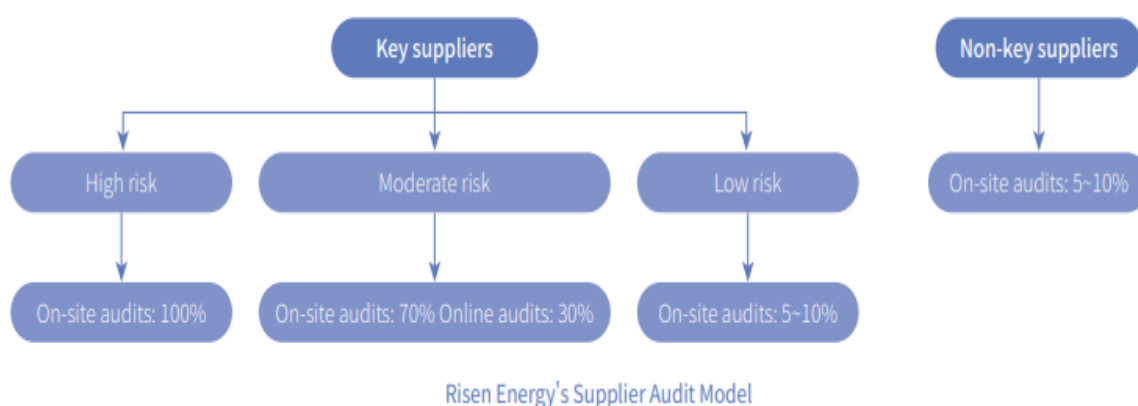 Key suppliers
Non-key suppliers
High risk
Moderate risk
Low risk
On-site audits: 5~10%
On-site audits: 100%
On-site audits: 70% Online audits: 30%
On-site audits: 5~10%
Risen Energy's Supplier Audit Model